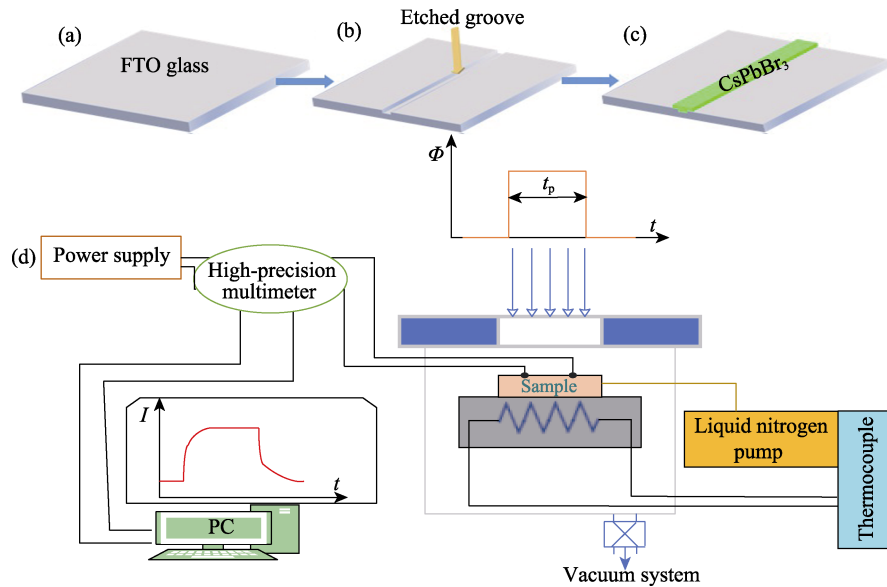 (a)
FTO glass
(b)
Etched groove
(c)
CsPbBr₃
Φ
tₚ
t
(d)
Power supply
High-precision
multimeter
I
t
PC
Sample
Liquid nitrogen
pump
Thermocouple
Vacuum system